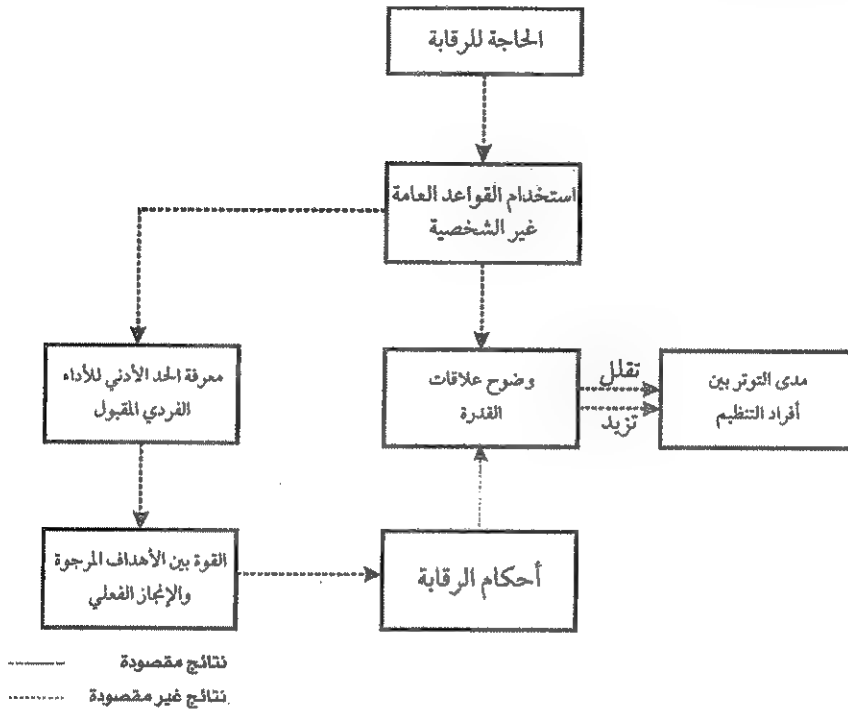 الحاجة للرقابة
استخدام القواعد العامة
غير الشخصية
معرفة الحد الأدني للأداء
الفردي المقبول
وضوح علاقات
القدرة
تقلل
تزيد
مدى التوتر بين
أفراد التنظيم
القوة بين الأهداف المرجوة
والإنجاز الفعلي
أحكام الرقابة
نتائج مقصودة
نتائج غير مقصودة